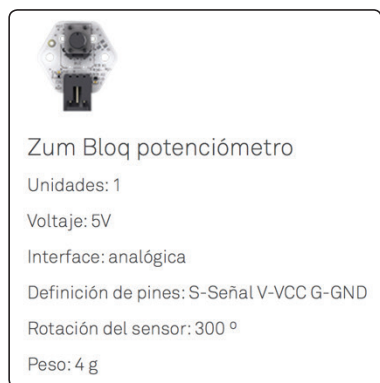 Zum Bloq potenciómetro
Unidades: 1
Voltaje: 5V
Interface: analógica
Definición de pines: S-Señal V-VCC G-GND
Rotación del sensor: 300 º
Peso: 4 g